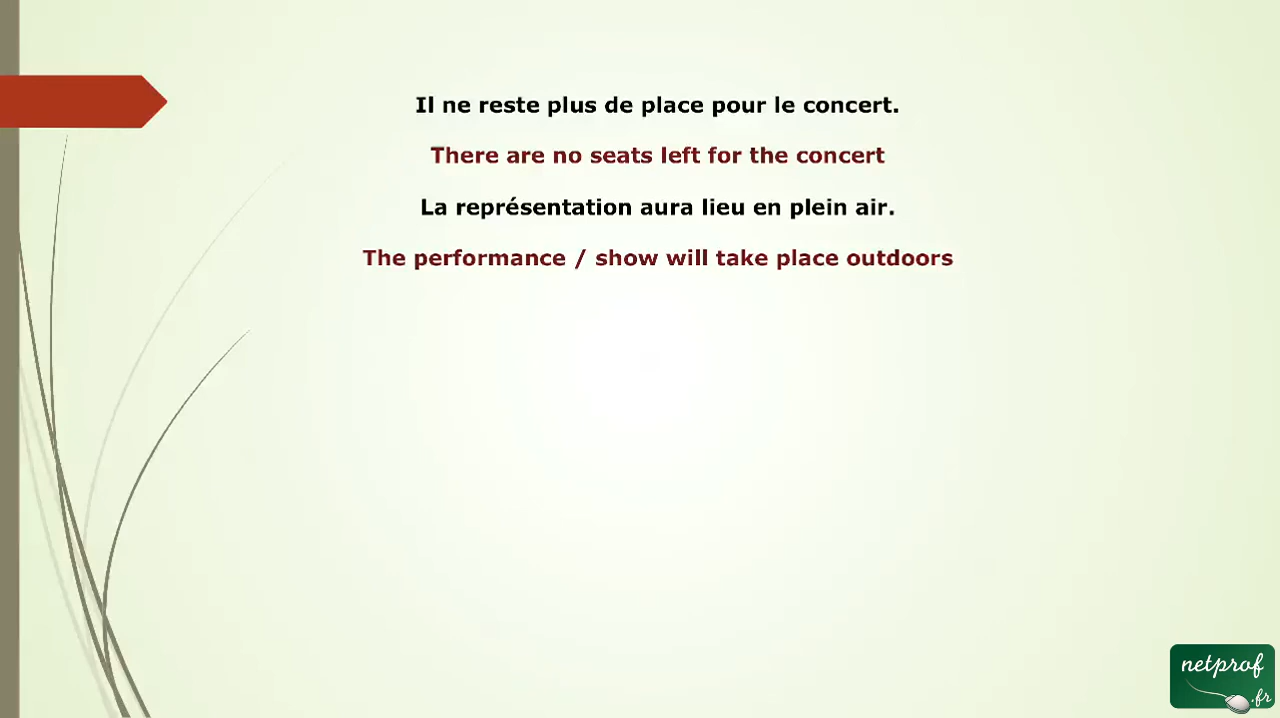 Il ne reste plus de place pour le concert.
There are no seats left for the concert
La représentation aura lieu en plein air.
The performance / show will take place outdoors
netprof
.fr